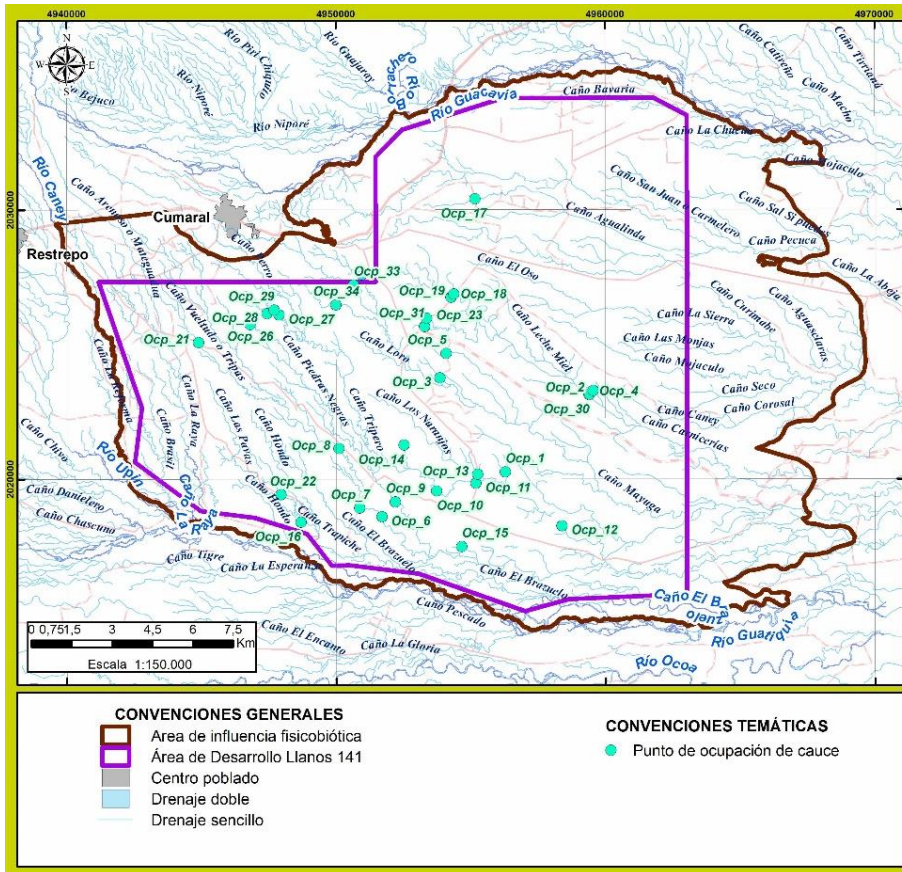 4940000
4950000
4960000
4970000
2030000
2020000
N
W
E
S
Río Piri Chiquito
Río Guajaray
Río Niporé
Río Niporé
Río Guacavía
Caño Bavaria
Caño Catireño
Caño Tirrianá
Caño Macho
Caño La Chucua
Río Caney
Caño Arenoso o Mateguadua
Cumaral
Restrepo
Ocp_17
Caño Agualinda
Caño San Juan o Carmelero
Caño Sal Si puedes
Caño Pecuca
Caño La Abeja
Caño El Oso
Ocp_33
Ocp_34
Ocp_29
Ocp_28
Ocp_27
Ocp_26
Ocp_21
Ocp_19
Ocp_18
Ocp_31
Ocp_23
Ocp_5
Ocp_3
Caño Loro
Caño Leche Miel
Caño La Sierra
Caño Curimabe
Caño Aguasclaras
Caño Las Monjas
Caño Majaculo
Caño Seco
Caño Corosal
Caño Caney
Caño Carnicerías
Ocp_2
Ocp_4
Ocp_30
Caño Vueltado o Tripas
Caño Piedras Negras
Caño La Reforma
Caño Brasil
Caño La Raya
Caño Las Pavas
Caño Hondo
Caño Tripero
Caño Los Naranjos
Ocp_8
Ocp_14
Ocp_13
Ocp_1
Ocp_11
Ocp_9
Ocp_10
Ocp_7
Ocp_6
Ocp_22
Ocp_16
Ocp_15
Ocp_12
Caño Mayuga
Caño Chivo
Río Upín
Caño Danielero
Caño Chascuno
Caño La Raya
Caño Hondo
Caño Trapiche
Caño El Brazuelo
Caño Tigre
Caño La Esperanza
Caño El Brazuelo
Caño El Brazuelo
Caño Pescado
Río Guatiquía
Caño El Encanto
Caño La Gloria
Río Ocoa
0 0,75 1,5 3 4,5 6 7,5
Km
Escala 1:150.000
CONVENCIONES GENERALES
Area de influencia fisicobiótica
Área de Desarrollo Llanos 141
Centro poblado
Drenaje doble
Drenaje sencillo
CONVENCIONES TEMÁTICAS
Punto de ocupación de cauce